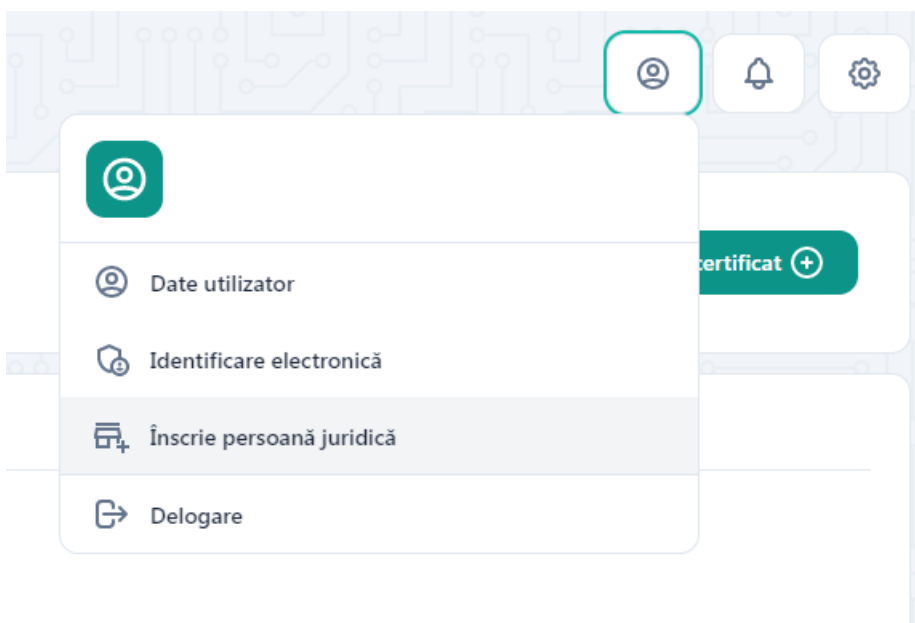 certificat
Date utilizator
Identificare electronică
Înscrie persoană juridică
Delogare